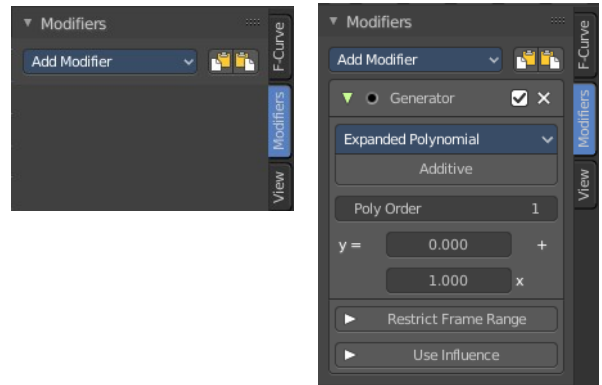 Modifiers
Add Modifier
F-Curve
Modifiers
View
Modifiers
Add Modifier
Generator
Expanded Polynomial
Additive
Poly Order 1
y = 0.000 +
1.000 x
Restrict Frame Range
Use Influence
F-Curve
Modifiers
View